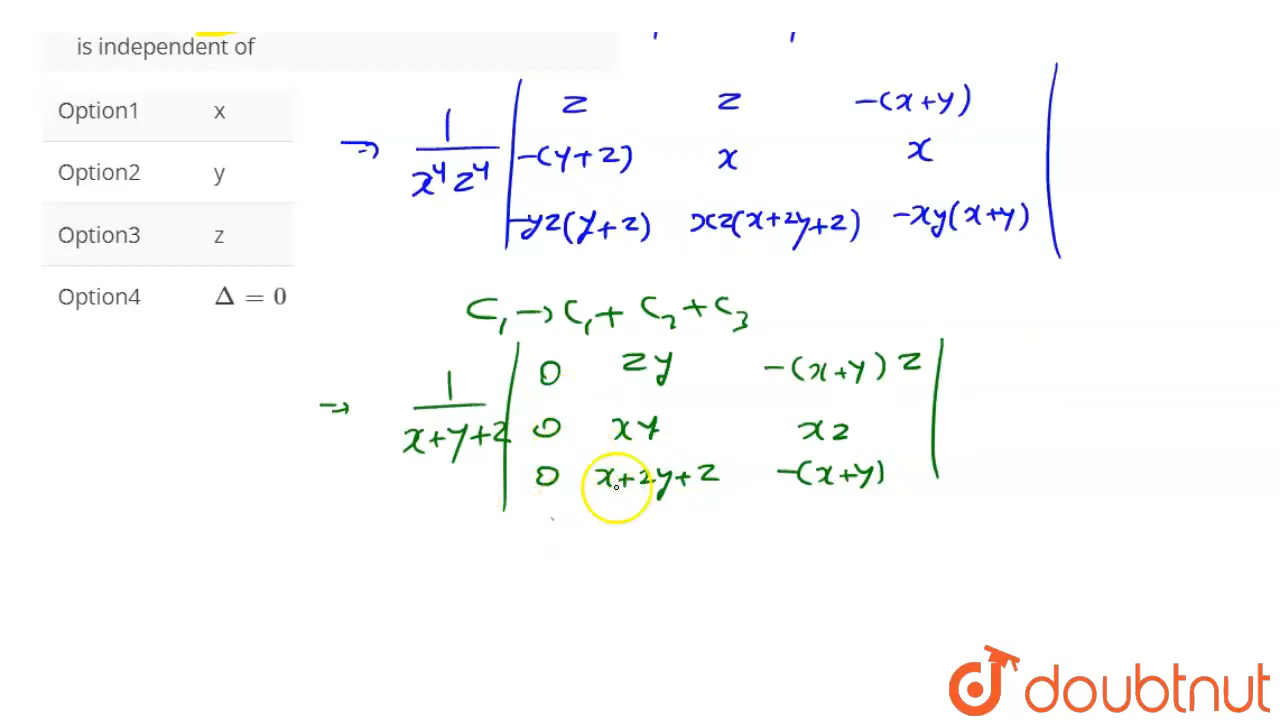 is independent of
Option1 x
Option2 y
Option3 z
Option4 Δ = 0
→ 1/x⁴z⁴ | z z -(x+y) |
| -(y+z) x x |
| -yz(y+z) xz(x+2y+z) -xy(x+y) |
C₁ → C₁ + C₂ + C₃
→ 1/x+y+z | 0 zy -(x+y)z |
| 0 xy xz |
| 0 x+2y+z -(x+y) |
doubtnut